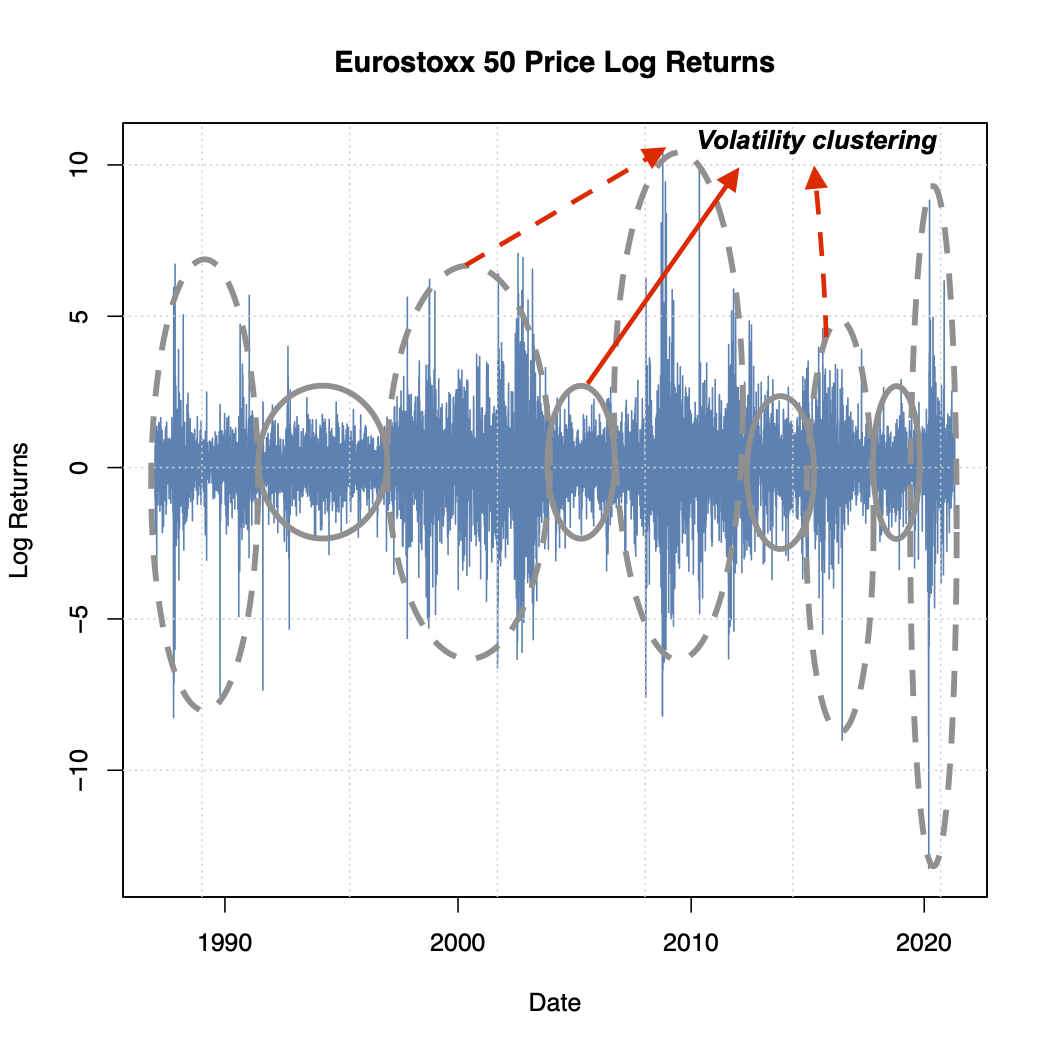 Eurostoxx 50 Price Log Returns
Volatility clustering
10
5
0
−5
−10
Log Returns
1990
2000
2010
2020
Date